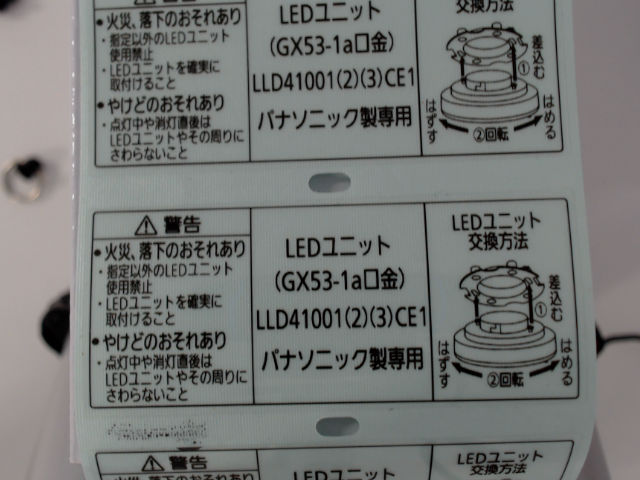 ● 火災、落下のおそれあり
・指定以外のLEDユニット
使用禁止
・LEDユニットを確実に
取付けること
● やけどのおそれあり
・点灯中や消灯直後は
LEDユニットやその周りに
さわらないこと
LEDユニット
(GX53-1a口金)
LLD41001(2)(3)CE1
パナソニック製専用
交換方法
差込む
①
はずす
はめる
②回転
⚠ 警告
● 火災、落下のおそれあり
・指定以外のLEDユニット
使用禁止
・LEDユニットを確実に
取付けること
● やけどのおそれあり
・点灯中や消灯直後は
LEDユニットやその周りに
さわらないこと
LEDユニット
(GX53-1a口金)
LLD41001(2)(3)CE1
パナソニック製専用
LEDユニット
交換方法
差込む
①
はずす
はめる
②回転
⚠ 警告
● 火災、落下のおそれあり
LEDユニット
LEDユニット
交換方法